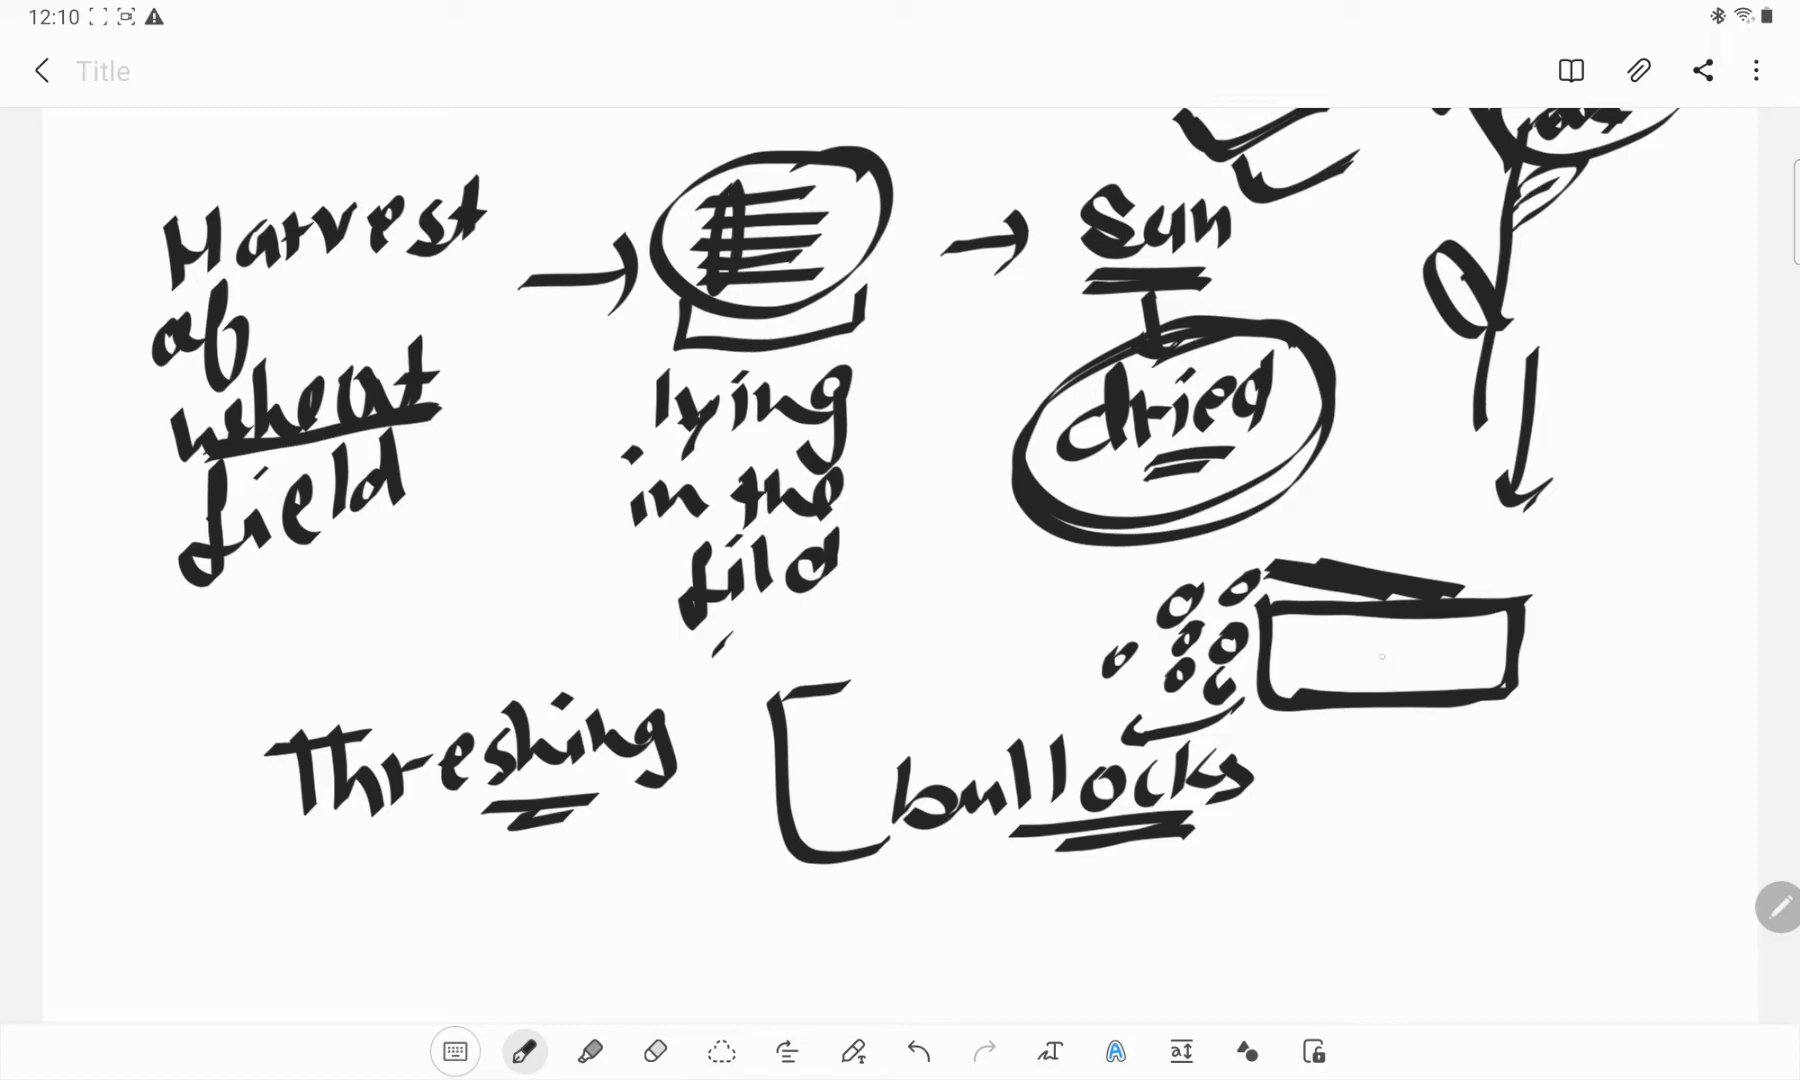 12:10
Title
Harvest
of
wheat
field
lying
in the
fild
Sun
dried
Threshing
bullocks